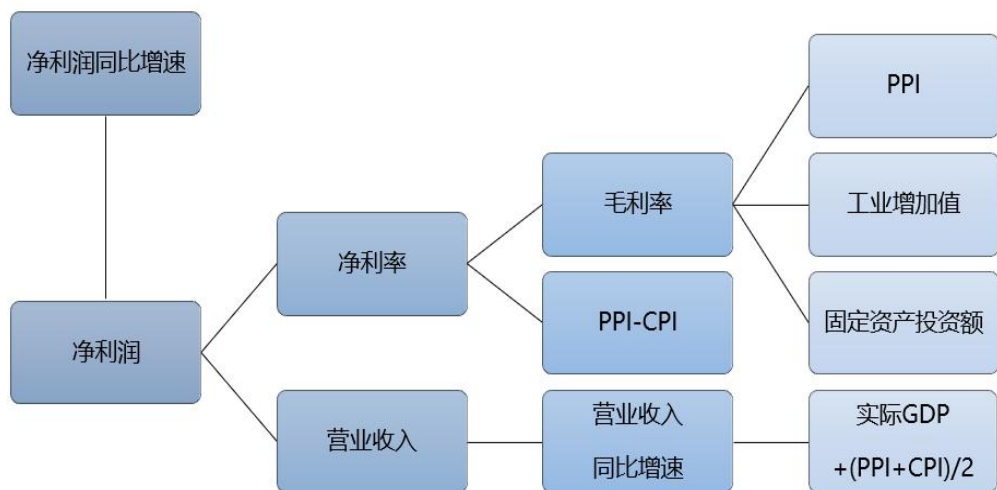 净利润同比增速
净利润
净利率
营业收入
毛利率
PPI-CPI
营业收入
同比增速
PPI
工业增加值
固定资产投资额
实际GDP
+(PPI+CPI)/2